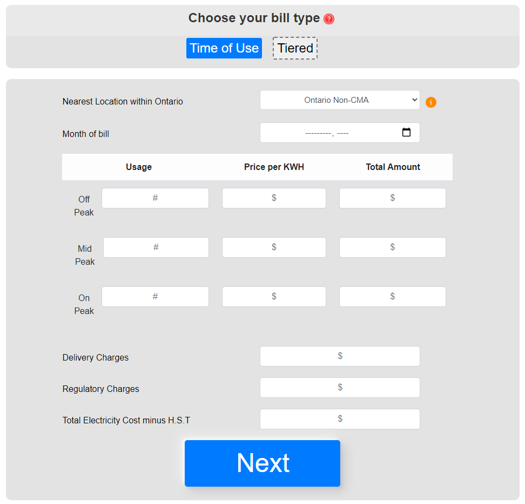 Choose your bill type ?
Time of Use Tiered
Nearest Location within Ontario Ontario Non-CMA i
Month of bill ---------, ----
Usage Price per KWH Total Amount
Off Peak # $ $
Mid Peak # $ $
On Peak # $ $
Delivery Charges $
Regulatory Charges $
Total Electricity Cost minus H.S.T $
Next